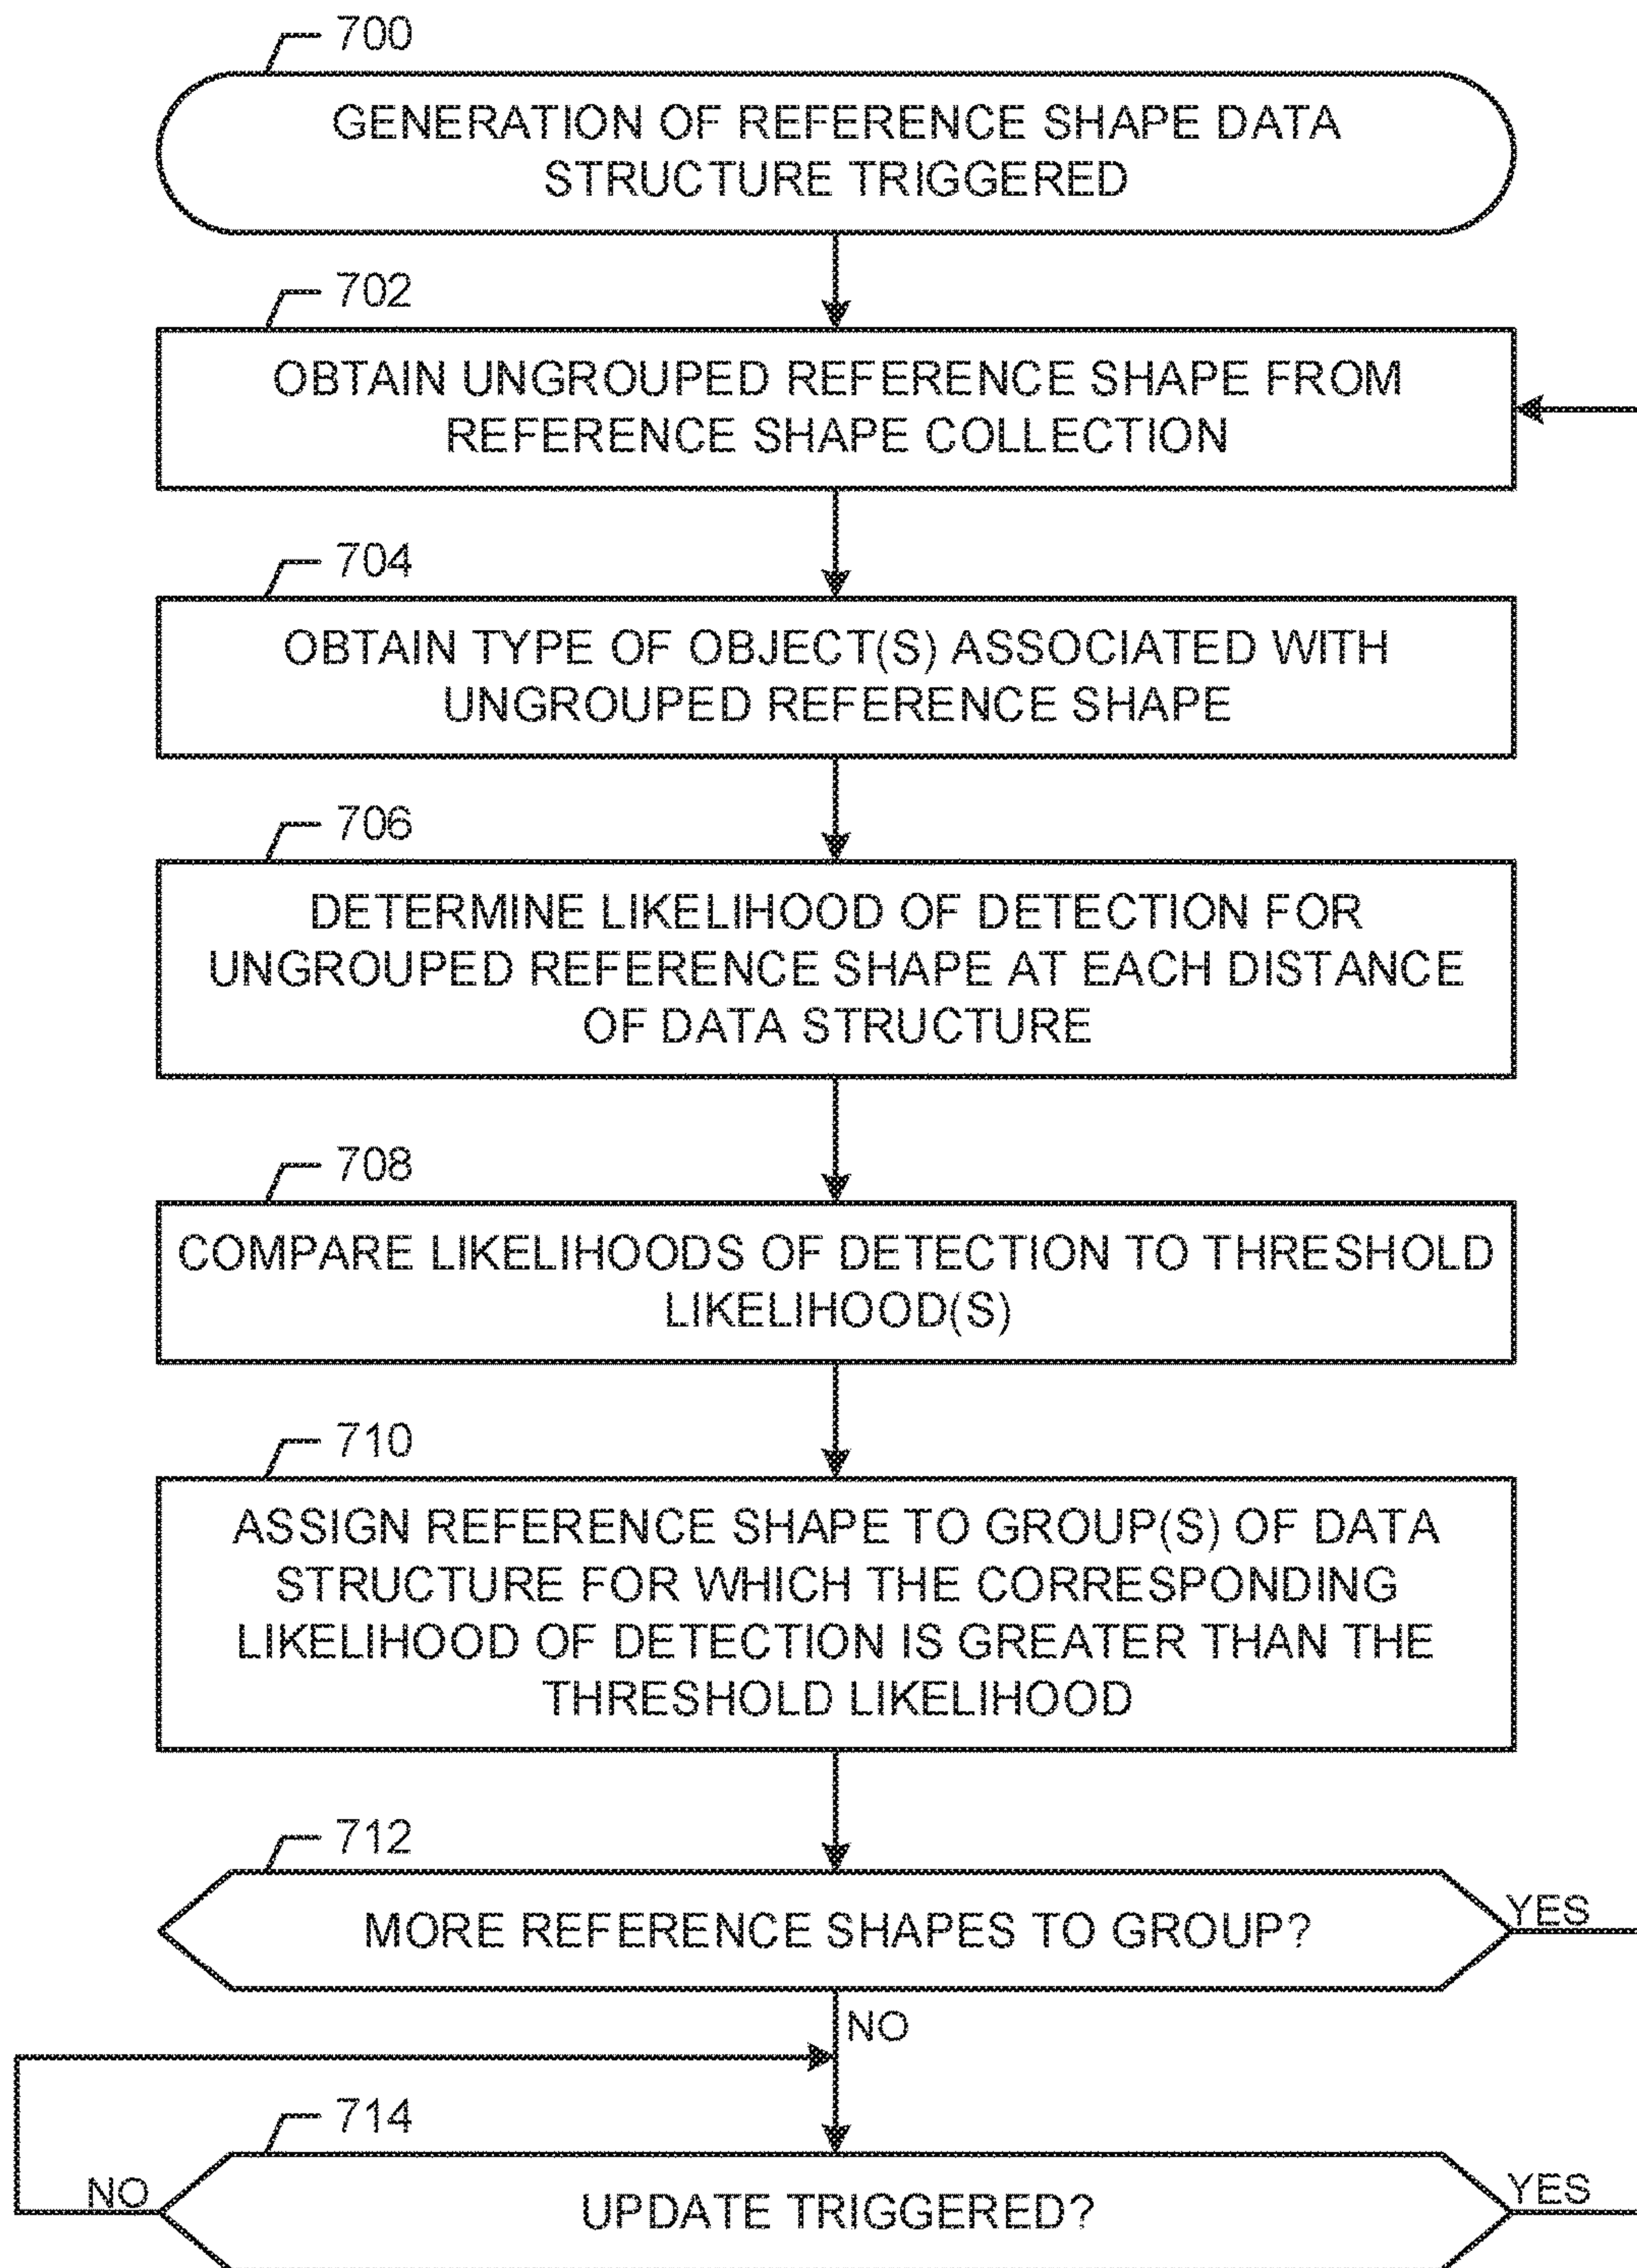 700
GENERATION OF REFERENCE SHAPE DATA
STRUCTURE TRIGGERED
702
OBTAIN UNGROUPED REFERENCE SHAPE FROM
REFERENCE SHAPE COLLECTION
704
OBTAIN TYPE OF OBJECT(S) ASSOCIATED WITH
UNGROUPED REFERENCE SHAPE
706
DETERMINE LIKELIHOOD OF DETECTION FOR
UNGROUPED REFERENCE SHAPE AT EACH DISTANCE
OF DATA STRUCTURE
708
COMPARE LIKELIHOODS OF DETECTION TO THRESHOLD
LIKELIHOOD(S)
710
ASSIGN REFERENCE SHAPE TO GROUP(S) OF DATA
STRUCTURE FOR WHICH THE CORRESPONDING
LIKELIHOOD OF DETECTION IS GREATER THAN THE
THRESHOLD LIKELIHOOD
712
MORE REFERENCE SHAPES TO GROUP?
YES
NO
714
NO
UPDATE TRIGGERED?
YES